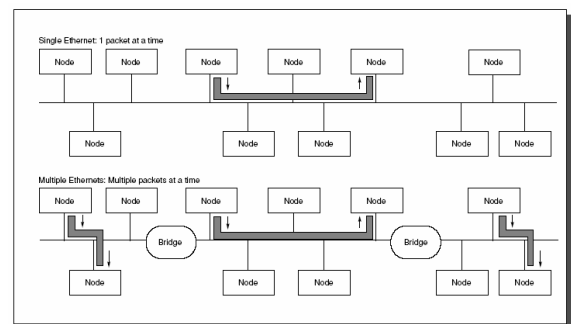 Single Ethernet: 1 packet at a time
Node Node Node Node Node Node
Node Node Node Node Node
Multiple Ethernets: Multiple packets at a time
Node Node Node Node Node Node
Bridge Bridge
Node Node Node Node Node